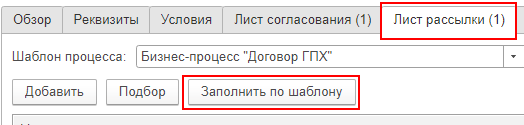 Обзор Реквизиты Условия Лист согласования (1) Лист рассылки (1)
Шаблон процесса: Бизнес-процесс "Договор ГПХ"
Добавить Подбор Заполнить по шаблону